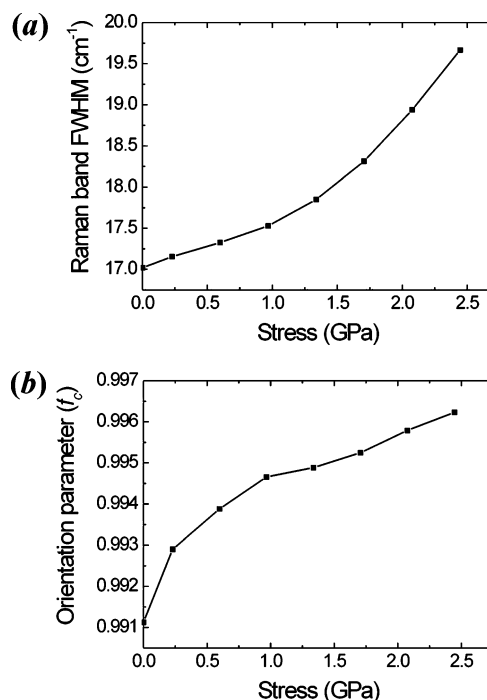 (a)
Raman band FWHM (cm⁻¹)
20.0
19.5
19.0
18.5
18.0
17.5
17.0
0.0 0.5 1.0 1.5 2.0 2.5
Stress (GPa)
(b)
Orientation parameter (f_c)
0.997
0.996
0.995
0.994
0.993
0.992
0.991
0.0 0.5 1.0 1.5 2.0 2.5
Stress (GPa)